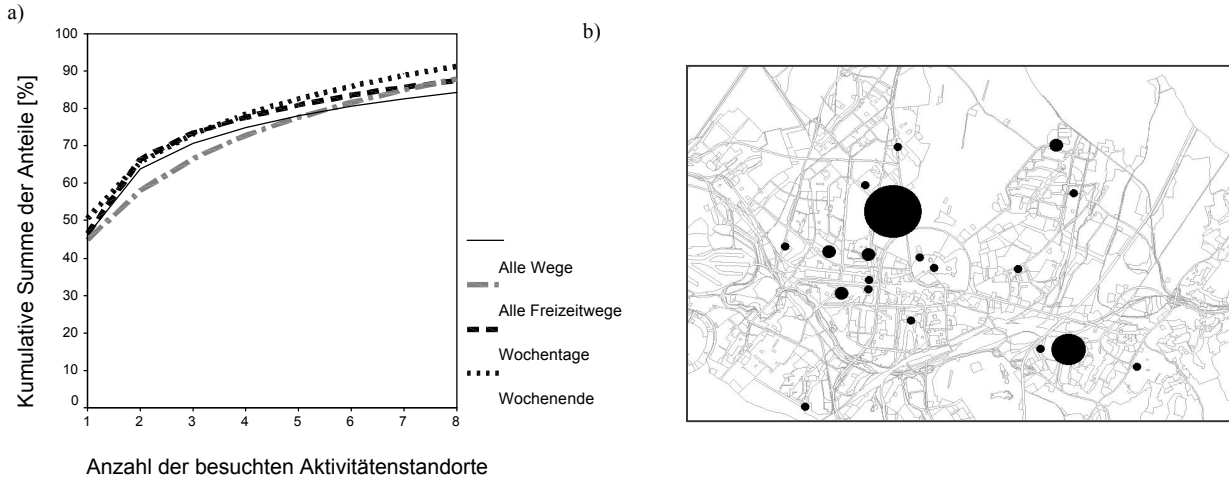 a)
Kumulative Summe der Anteile [%]
100
90
80
70
60
50
40
30
20
10
0
1 2 3 4 5 6 7 8
Anzahl der besuchten Aktivitätenstandorte
Alle Wege
Alle Freizeitwege
Wochentage
Wochenende
b)